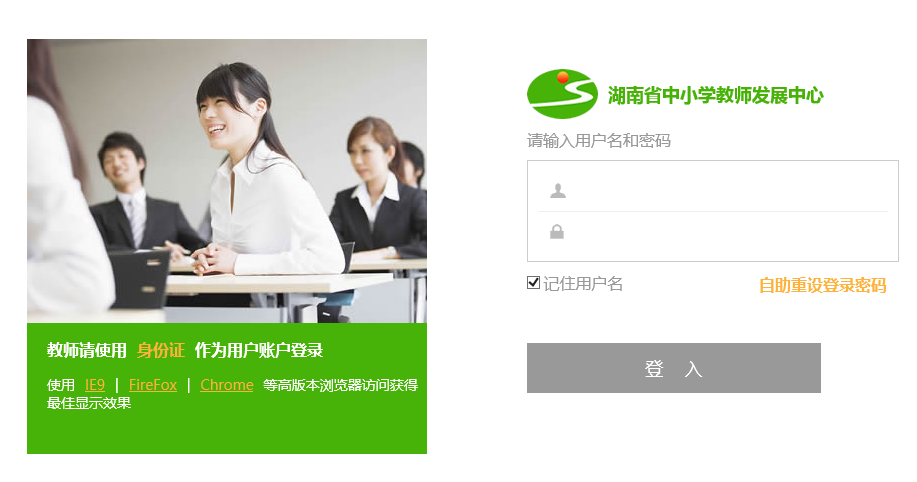 湖南省中小学教师发展中心
请输入用户名和密码
记住用户名
自助重设登录密码
登 入
教师请使用 身份证 作为用户账户登录
使用 IE9 | FireFox | Chrome 等高版本浏览器访问获得
最佳显示效果